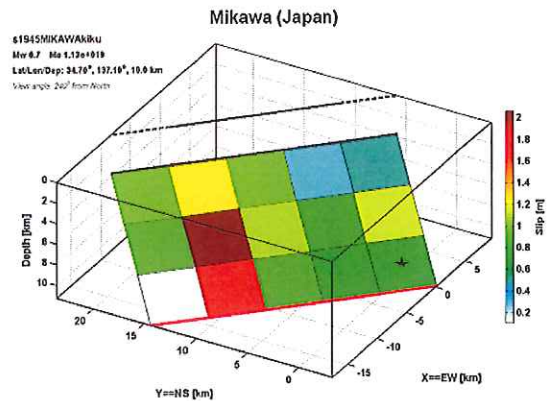 Mikawa (Japan)
s1945MIKAWAkiku
Mw 6.7 Mo 1.13e+019
Lat/Lon/Dep: 34.70°, 137.10°, 10.0 km
View angle: 240° from North
0
2
4
6
8
10
Depth [km]
20
15
10
5
0
Y==NS [km]
-15
-10
-5
0
5
X==EW [km]
2
1.8
1.6
1.4
1.2
1
0.8
0.6
0.4
0.2
Slip [m]